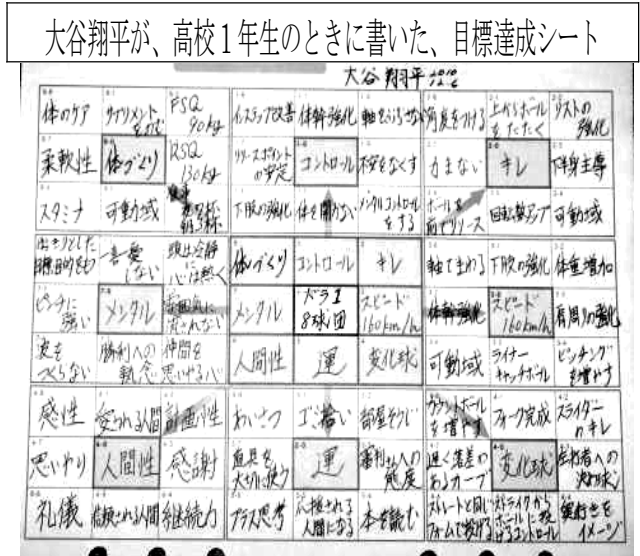 大谷翔平が、高校１年生のときに書いた、目標達成シート
大谷 翔平
体のケア サプリメントをのむ FSQ 90kg インステップ改善 体幹強化 軸をぶらさない 角度をつける 上からボールをたたく リストの強化
柔軟性 体づくり RSQ 130kg リリースポイントの安定 コントロール 不安をなくす 力まない キレ 下半身主導
スタミナ 可動域 下肢の強化 体を開かない メンタルコントロールをする ボールを前でリリース 回転数アップ 可動域
はっきりとした目標、目的をもつ 一喜一憂しない 頭は冷静に心は熱く 体づくり コントロール キレ 軸でまわる 下肢の強化 体重増加
ピンチに強い メンタル 雰囲気に流されない メンタル ドラ1 8球団 スピード160km/h 体幹強化 スピード160km/h 肩周りの強化
波をつくらない 勝利への執念 仲間を思いやる心 人間性 運 変化球 可動域 ライナーキャッチボール ピッチングを増やす
感性 愛される人間 計画性 あいさつ ゴミ拾い 部屋そうじ カウントボールを増やす フォーク完成 スライダーのキレ
思いやり 人間性 感謝 道具を大切に使う 運 審判さんへの態度 遅く落差のあるカーブ 変化球 左打者への決め球
礼儀 信頼される人間 継続力 プラス思考 応援される人間になる 本を読む ストレートと同じフォームで投げる ストライクからボールに投げるコントロール 奥行きをイメージ